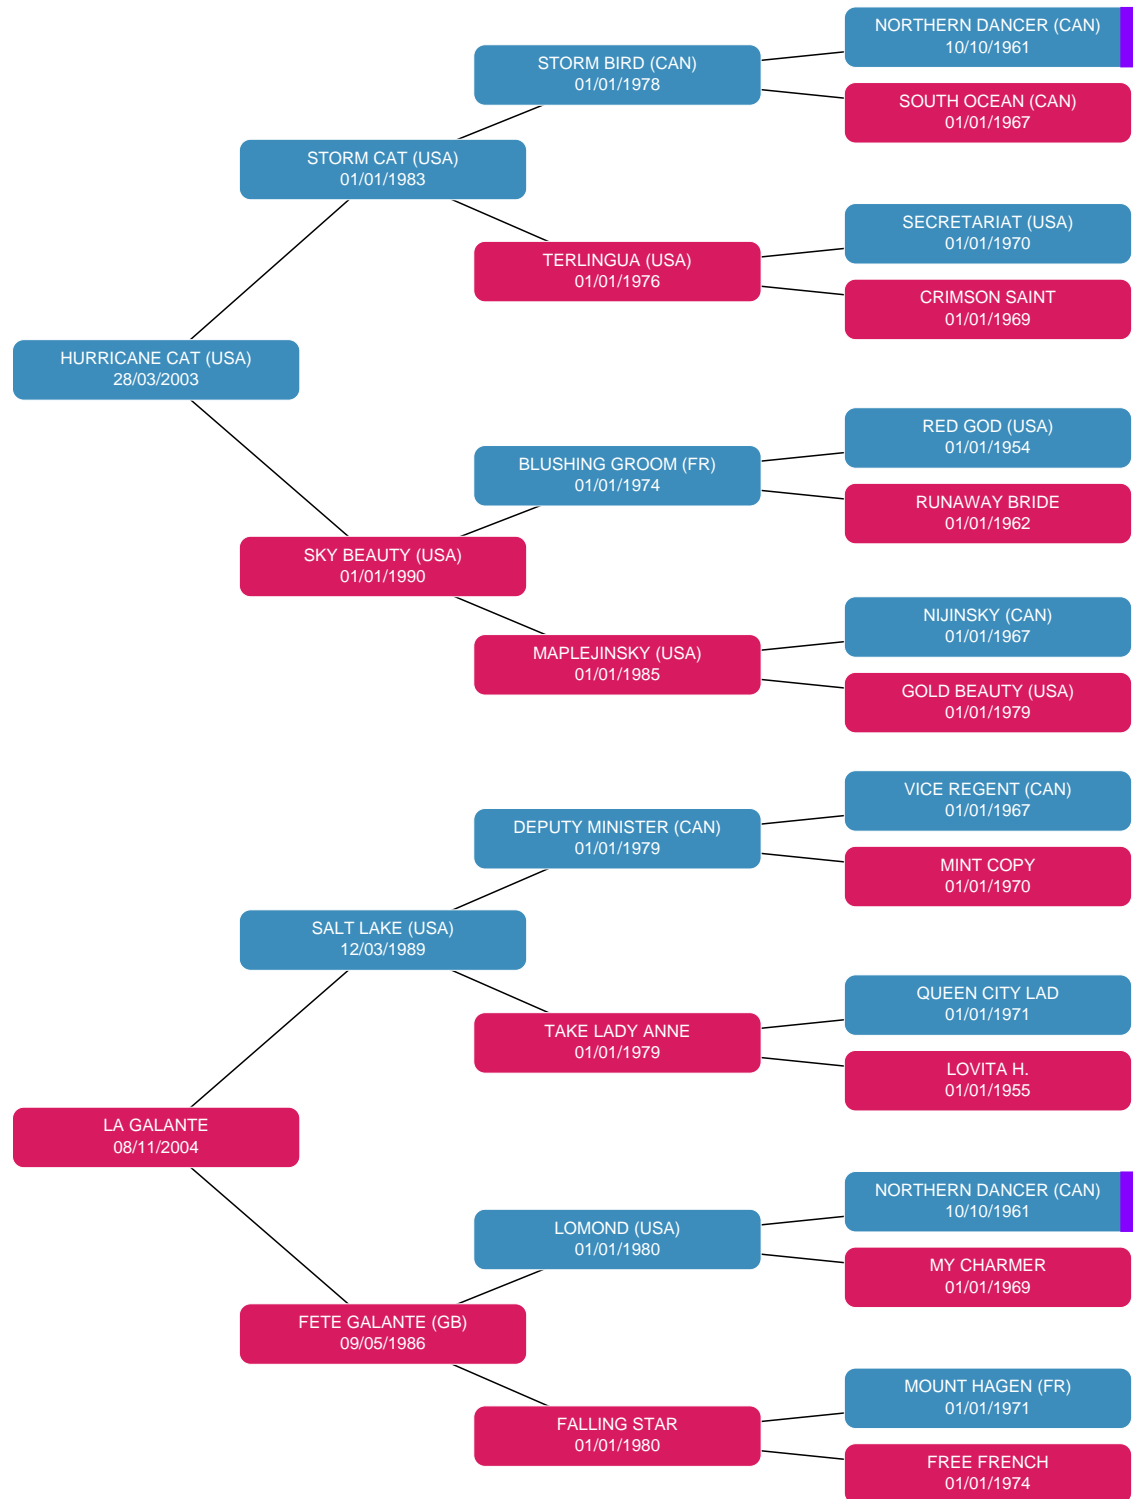 NORTHERN DANCER (CAN)
10/10/1961
STORM BIRD (CAN)
01/01/1978
SOUTH OCEAN (CAN)
01/01/1967
STORM CAT (USA)
01/01/1983
SECRETARIAT (USA)
01/01/1970
TERLINGUA (USA)
01/01/1976
CRIMSON SAINT
01/01/1969
HURRICANE CAT (USA)
28/03/2003
RED GOD (USA)
01/01/1954
BLUSHING GROOM (FR)
01/01/1974
RUNAWAY BRIDE
01/01/1962
SKY BEAUTY (USA)
01/01/1990
NIJINSKY (CAN)
01/01/1967
MAPLEJINSKY (USA)
01/01/1985
GOLD BEAUTY (USA)
01/01/1979
VICE REGENT (CAN)
01/01/1967
DEPUTY MINISTER (CAN)
01/01/1979
MINT COPY
01/01/1970
SALT LAKE (USA)
12/03/1989
QUEEN CITY LAD
01/01/1971
TAKE LADY ANNE
01/01/1979
LOVITA H.
01/01/1955
LA GALANTE
08/11/2004
NORTHERN DANCER (CAN)
10/10/1961
LOMOND (USA)
01/01/1980
MY CHARMER
01/01/1969
FETE GALANTE (GB)
09/05/1986
MOUNT HAGEN (FR)
01/01/1971
FALLING STAR
01/01/1980
FREE FRENCH
01/01/1974